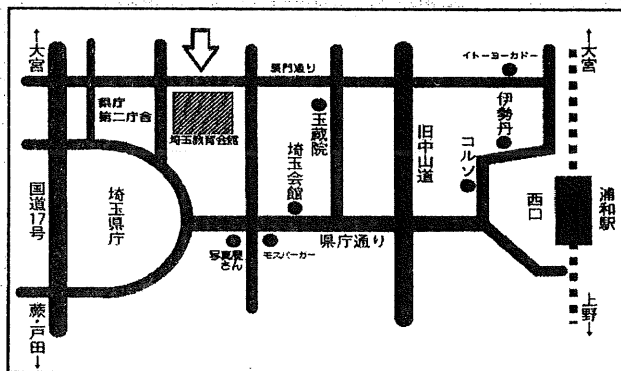 ↑大宮
県庁
第二庁舎
裏門通り
埼玉教育会館
国道17号
埼玉県庁
蕨・戸田↓
玉蔵院
埼玉会館
写真屋
さん
モスバーガー
県庁通り
旧中山道
イトーヨーカドー
伊勢丹
コルソ
西口
↑大宮
浦和駅
上野↓